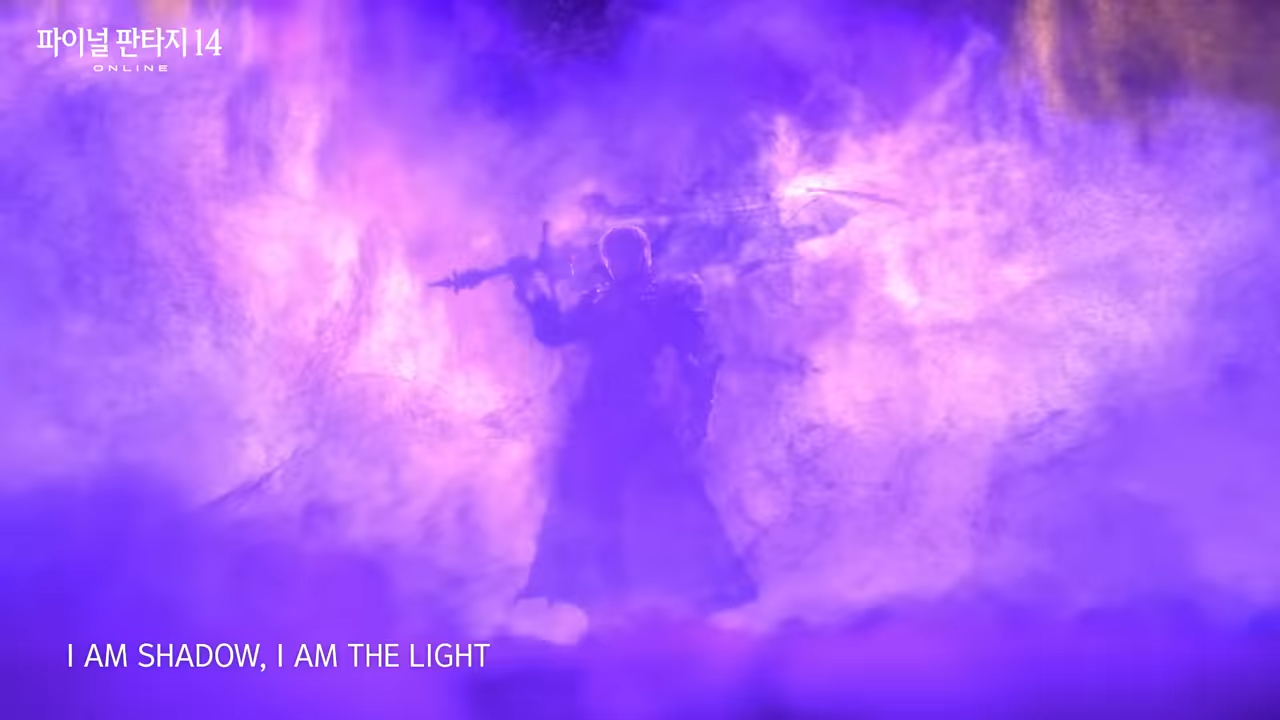 파이널 판타지 14
ONLINE
I AM SHADOW, I AM THE LIGHT